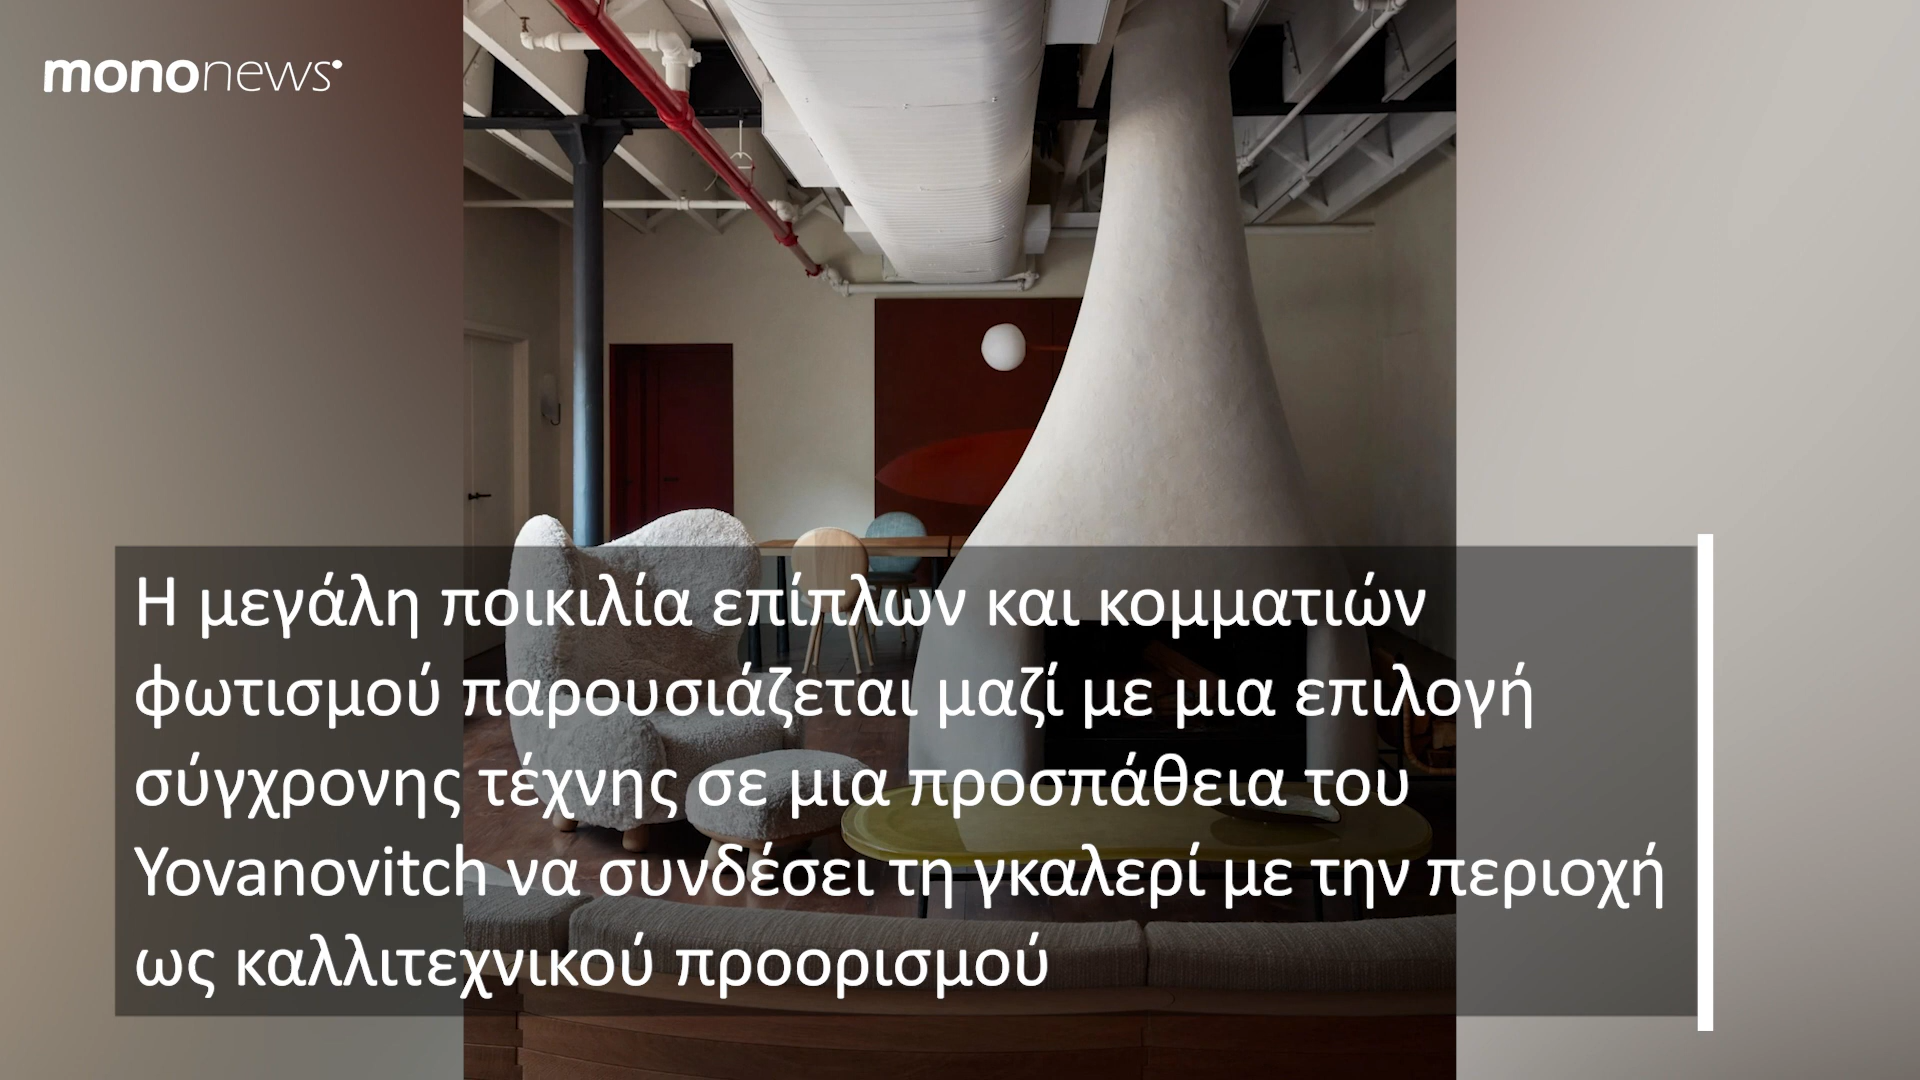 mononews
Η μεγάλη ποικιλία επίπλων και κομματιών
φωτισμού παρουσιάζεται μαζί με μια επιλογή
σύγχρονης τέχνης σε μια προσπάθεια του
Yovanovitch να συνδέσει τη γκαλερί με την περιοχή
ως καλλιτεχνικού προορισμού